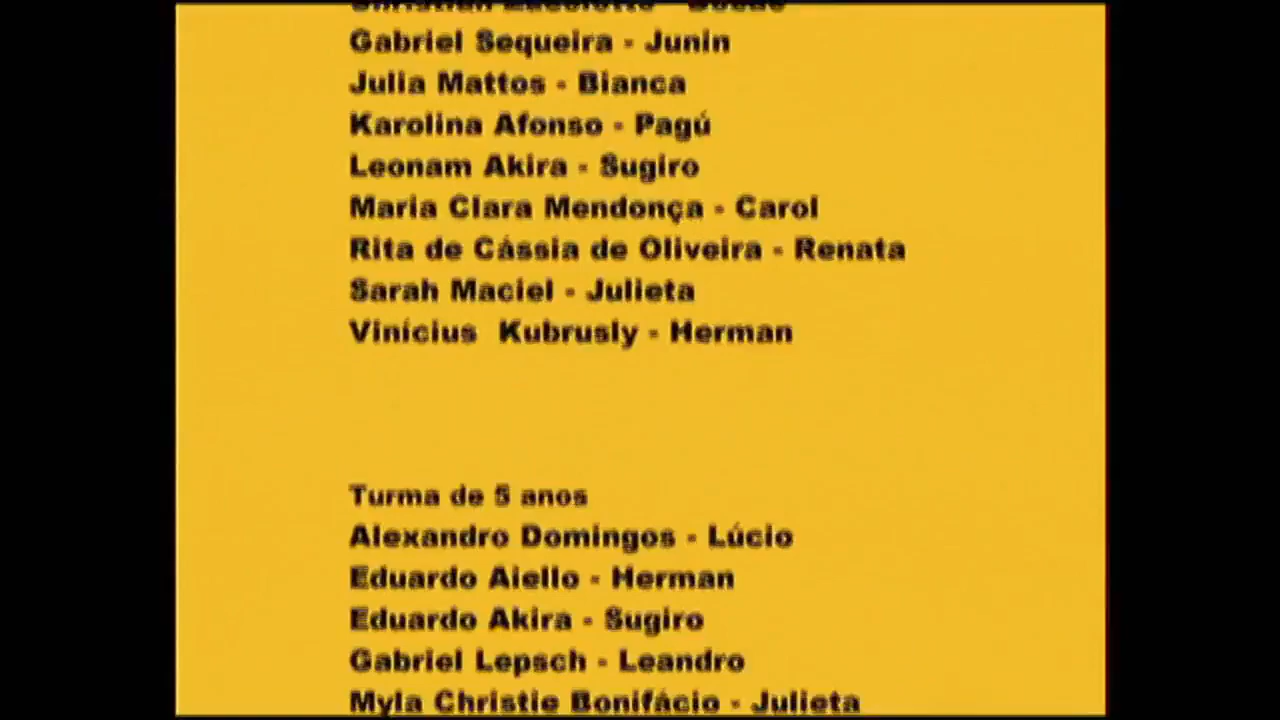 Gabriel Sequeira - Junin
Julia Mattos - Bianca
Karolina Afonso - Pagú
Leonam Akira - Sugiro
Maria Clara Mendonça - Carol
Rita de Cássia de Oliveira - Renata
Sarah Maciel - Julieta
Vinícius Kubrusly - Herman
Turma de 5 anos
Alexandro Domingos - Lúcio
Eduardo Aiello - Herman
Eduardo Akira - Sugiro
Gabriel Lepsch - Leandro
Myla Christie Bonifácio - Julieta